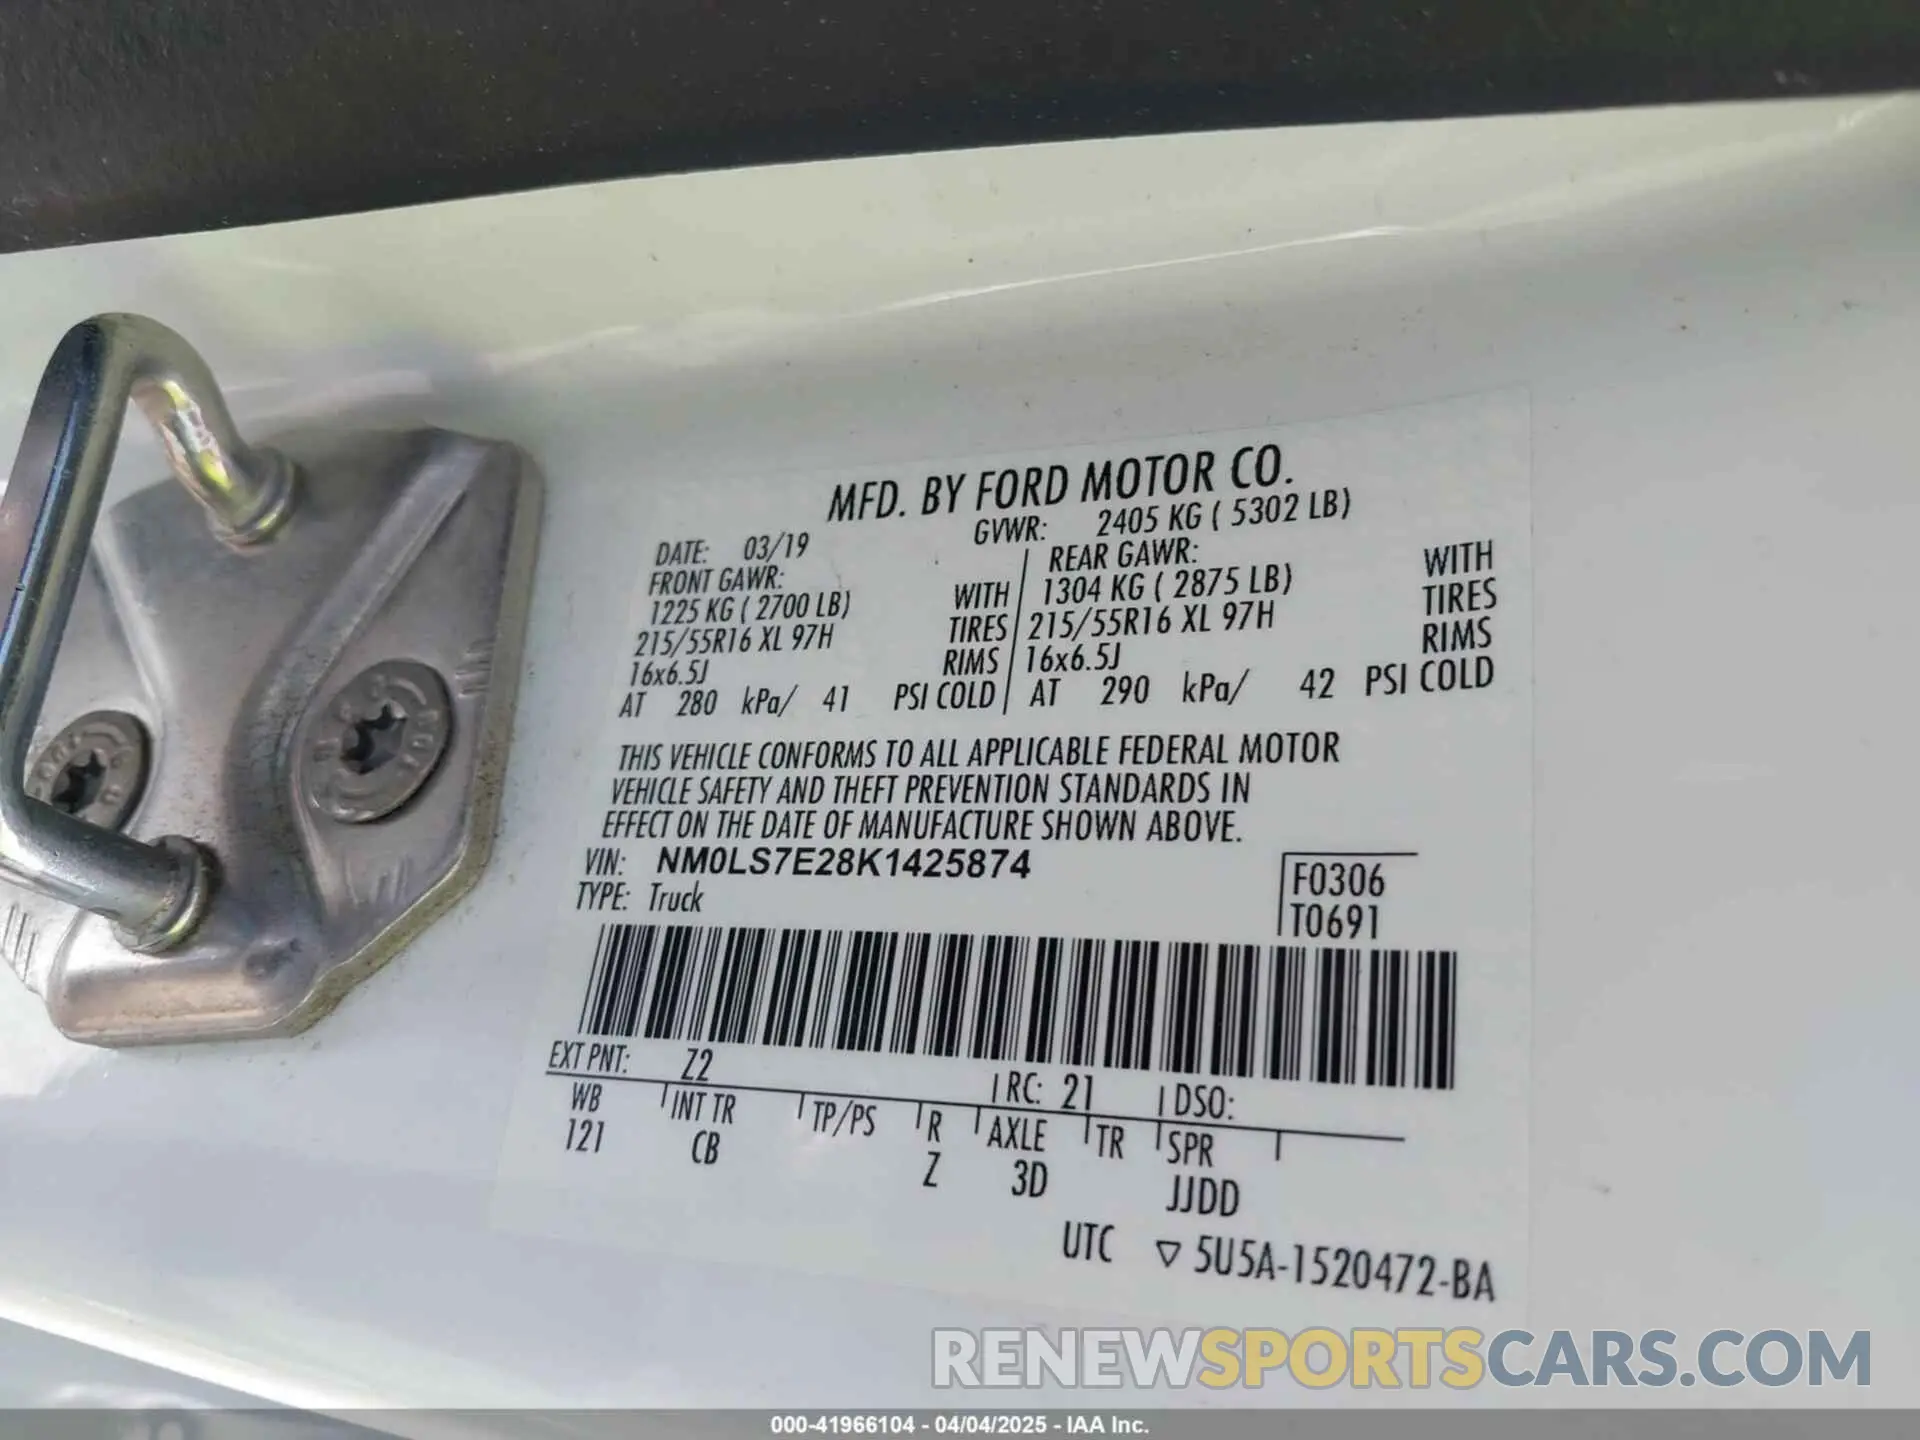 MFD. BY FORD MOTOR CO.
DATE: 03/19 GVWR: 2405 KG ( 5302 LB)
FRONT GAWR: REAR GAWR:
1225 KG ( 2700 LB) WITH 1304 KG ( 2875 LB) WITH
215/55R16 XL 97H TIRES 215/55R16 XL 97H TIRES
16x6.5J RIMS 16x6.5J RIMS
AT 280 kPa/ 41 PSI COLD AT 290 kPa/ 42 PSI COLD
THIS VEHICLE CONFORMS TO ALL APPLICABLE FEDERAL MOTOR
VEHICLE SAFETY AND THEFT PREVENTION STANDARDS IN
EFFECT ON THE DATE OF MANUFACTURE SHOWN ABOVE.
VIN: NM0LS7E28K1425874 F0306
TYPE: Truck T0691
EXT PNT: Z2 RC: 21 DSO:
WB INT TR TP/PS R AXLE TR SPR
121 CB Z 3D JJDD
UTC ▽ 5U5A-1520472-BA
RENEWSPORTSCARS.COM
000-41966104 - 04/04/2025 - IAA Inc.